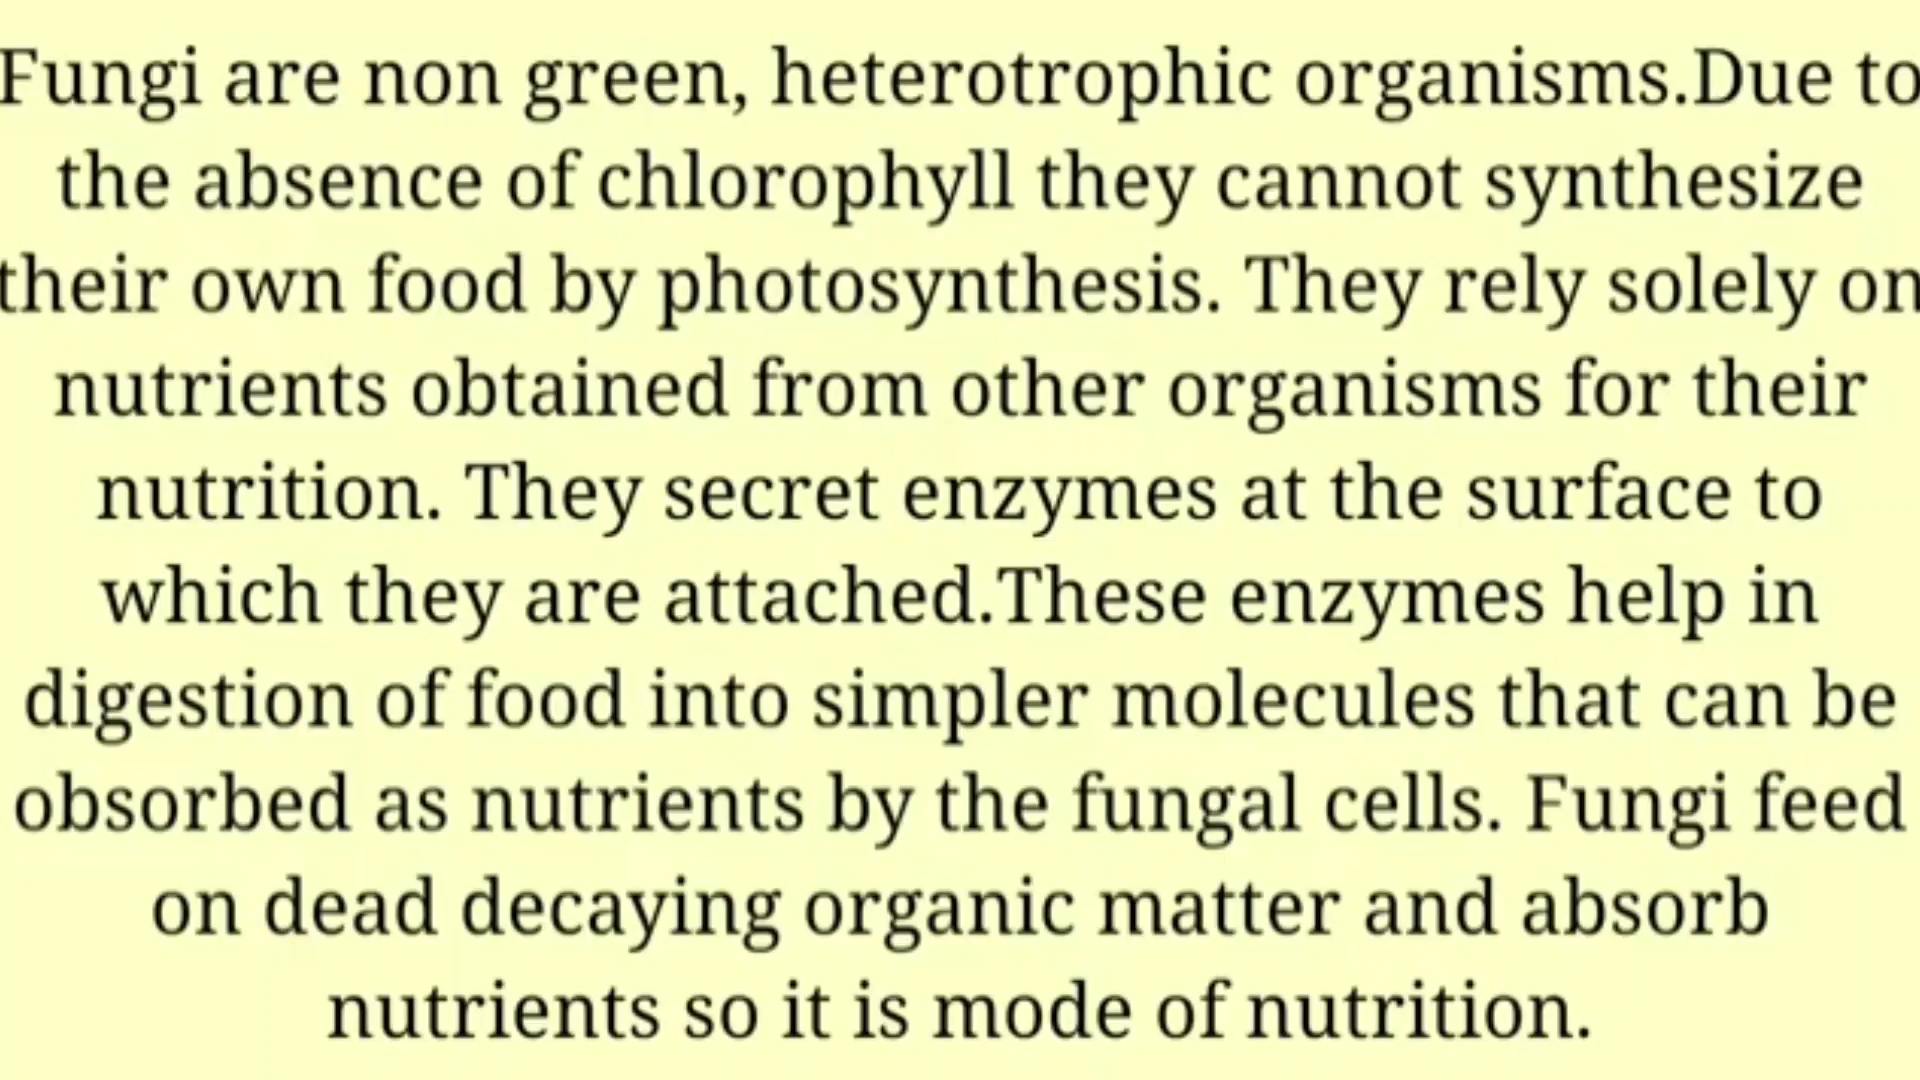 Fungi are non green, heterotrophic organisms.Due to
the absence of chlorophyll they cannot synthesize
their own food by photosynthesis. They rely solely on
nutrients obtained from other organisms for their
nutrition. They secret enzymes at the surface to
which they are attached.These enzymes help in
digestion of food into simpler molecules that can be
obsorbed as nutrients by the fungal cells. Fungi feed
on dead decaying organic matter and absorb
nutrients so it is mode of nutrition.